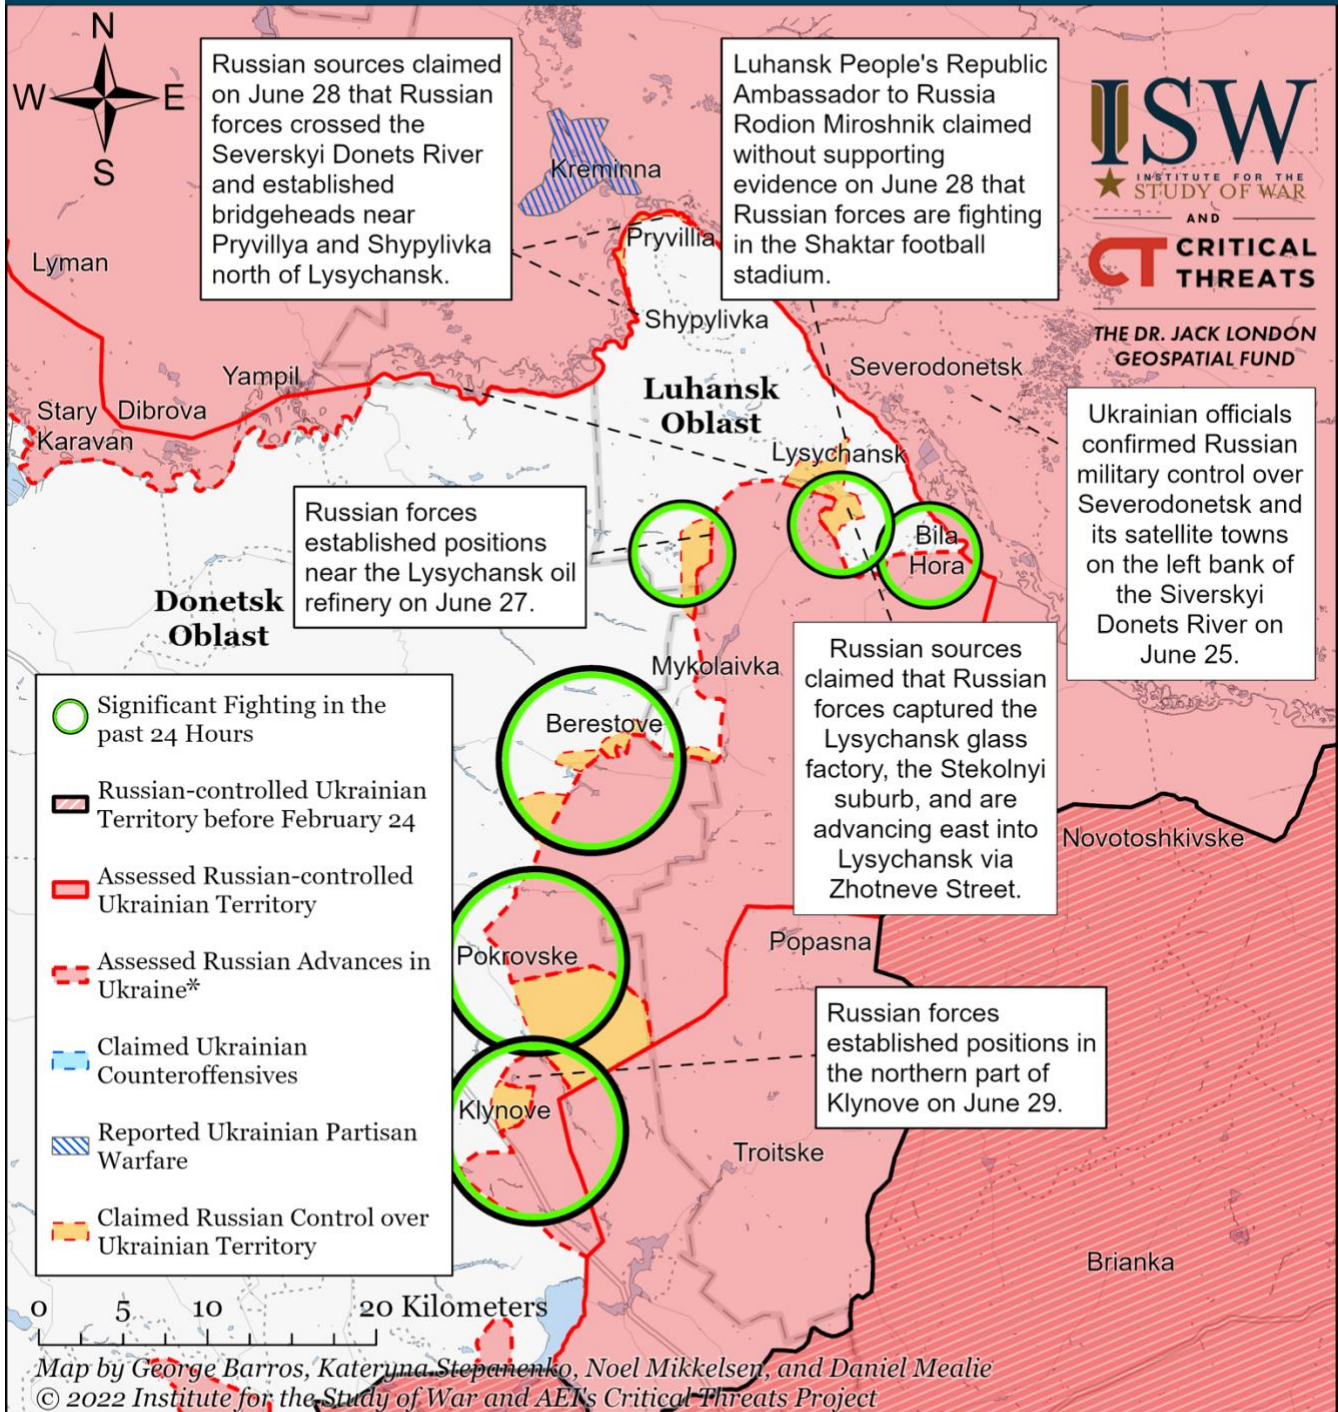 N
W
E
S
Russian sources claimed
on June 28 that Russian
forces crossed the
Severskyi Donets River
and established
bridgeheads near
Pryvillya and Shypylivka
north of Lysychansk.
Luhansk People's Republic
Ambassador to Russia
Rodion Miroshnik claimed
without supporting
evidence on June 28 that
Russian forces are fighting
in the Shaktar football
stadium.
ISW
INSTITUTE FOR THE
STUDY OF WAR
AND
CT CRITICAL
THREATS
THE DR. JACK LONDON
GEOSPATIAL FUND
Kreminna
Pryvillia
Lyman
Shypylivka
Severodonetsk
Yampil
Stary
Karavan
Dibrova
Luhansk
Oblast
Lysychansk
Ukrainian officials
confirmed Russian
military control over
Severodonetsk and
its satellite towns
on the left bank of
the Siverskyi
Donets River on
June 25.
Russian forces
established positions
near the Lysychansk oil
refinery on June 27.
Bila
Hora
Donetsk
Oblast
Mykolaivka
Russian sources
claimed that Russian
forces captured the
Lysychansk glass
factory, the Stekolnyi
suburb, and are
advancing east into
Lysychansk via
Zhotneve Street.
Berestove
Novotoshkivske
Popasna
Pokrovske
Russian forces
established positions in
the northern part of
Klynove on June 29.
Klynove
Troitske
Brianka
Significant Fighting in the
past 24 Hours
Russian-controlled Ukrainian
Territory before February 24
Assessed Russian-controlled
Ukrainian Territory
Assessed Russian Advances in
Ukraine*
Claimed Ukrainian
Counteroffensives
Reported Ukrainian Partisan
Warfare
Claimed Russian Control over
Ukrainian Territory
0 5 10 20 Kilometers
Map by George Barros, Kateryna Stepanenko, Noel Mikkelsen, and Daniel Mealie
© 2022 Institute for the Study of War and AEI's Critical Threats Project